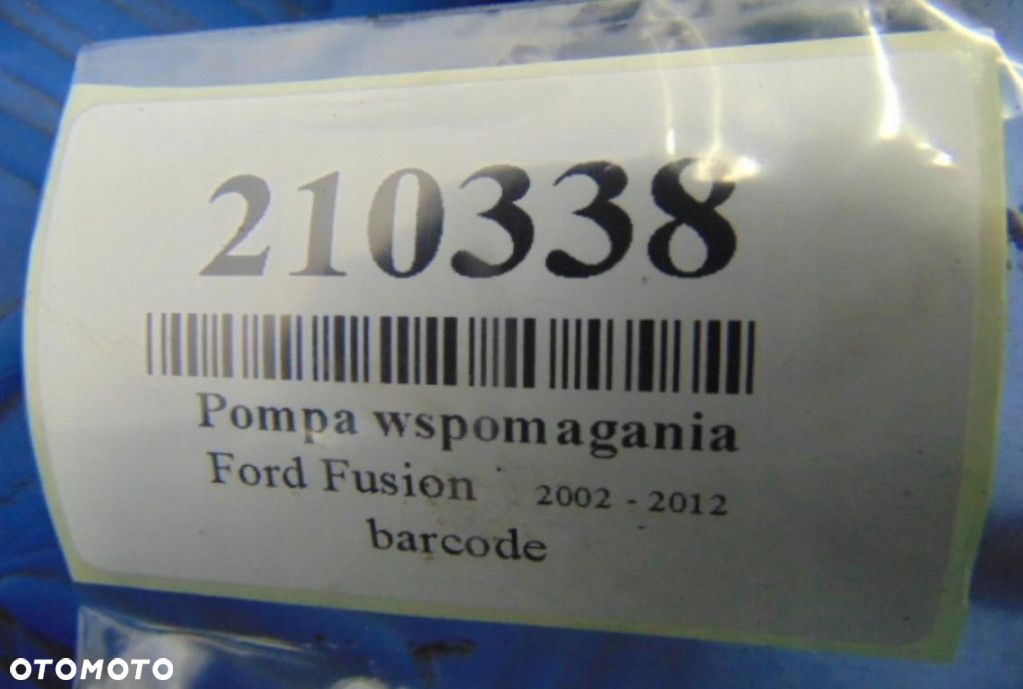 210338
Pompa wspomagania
Ford Fusion 2002 - 2012
barcode
OTOMOTO